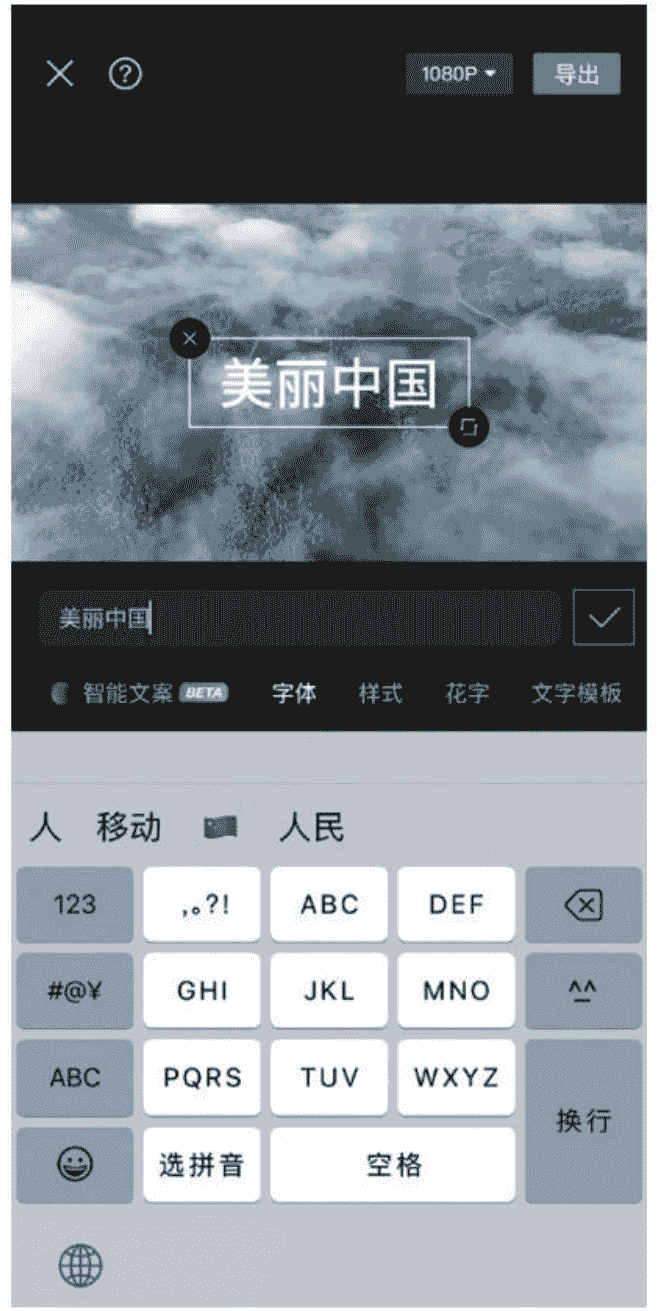 1080P 导出
美丽中国
美丽中国
智能文案 BETA 字体 样式 花字 文字模板
人 移动 人民
123 ,。?! ABC DEF
#@¥ GHI JKL MNO ^^
ABC PQRS TUV WXYZ 换行
选拼音 空格